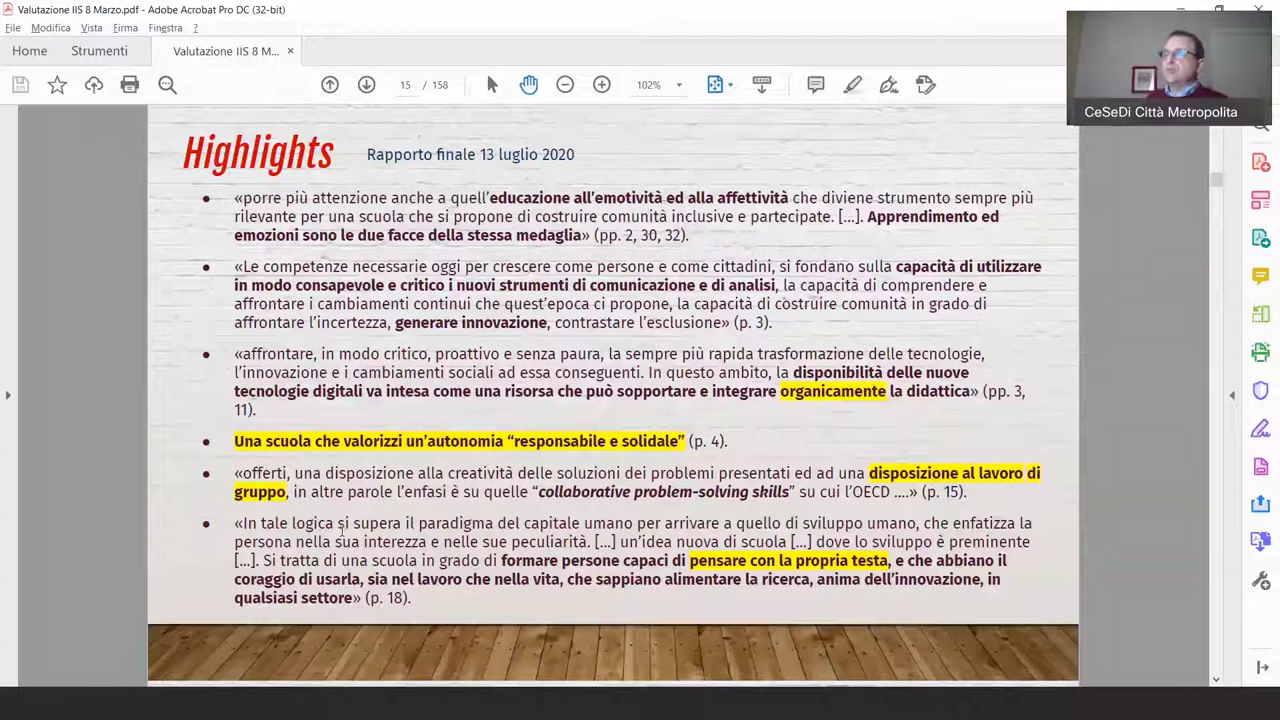 Valutazione IIS 8 Marzo.pdf - Adobe Acrobat Pro DC (32-bit)
File Modifica Vista Firma Finestra ?
Home Strumenti Valutazione IIS 8 M... ×
15 / 158 102%
CeSeDi Città Metropolita
Highlights Rapporto finale 13 luglio 2020
• «porre più attenzione anche a quell’educazione all’emotività ed alla affettività che diviene strumento sempre più
rilevante per una scuola che si propone di costruire comunità inclusive e partecipate. [...]. Apprendimento ed
emozioni sono le due facce della stessa medaglia» (pp. 2, 30, 32).
• «Le competenze necessarie oggi per crescere come persone e come cittadini, si fondano sulla capacità di utilizzare
in modo consapevole e critico i nuovi strumenti di comunicazione e di analisi, la capacità di comprendere e
affrontare i cambiamenti continui che quest’epoca ci propone, la capacità di costruire comunità in grado di
affrontare l’incertezza, generare innovazione, contrastare l’esclusione» (p. 3).
• «affrontare, in modo critico, proattivo e senza paura, la sempre più rapida trasformazione delle tecnologie,
l’innovazione e i cambiamenti sociali ad essa conseguenti. In questo ambito, la disponibilità delle nuove
tecnologie digitali va intesa come una risorsa che può sopportare e integrare organicamente la didattica» (pp. 3,
11).
• Una scuola che valorizzi un’autonomia “responsabile e solidale” (p. 4).
• «offerti, una disposizione alla creatività delle soluzioni dei problemi presentati ed ad una disposizione al lavoro di
gruppo, in altre parole l’enfasi è su quelle “collaborative problem-solving skills” su cui l’OECD ....» (p. 15).
• «In tale logica si supera il paradigma del capitale umano per arrivare a quello di sviluppo umano, che enfatizza la
persona nella sua interezza e nelle sue peculiarità. [...] un’idea nuova di scuola [...] dove lo sviluppo è preminente
[...]. Si tratta di una scuola in grado di formare persone capaci di pensare con la propria testa, e che abbiano il
coraggio di usarla, sia nel lavoro che nella vita, che sappiano alimentare la ricerca, anima dell’innovazione, in
qualsiasi settore» (p. 18).